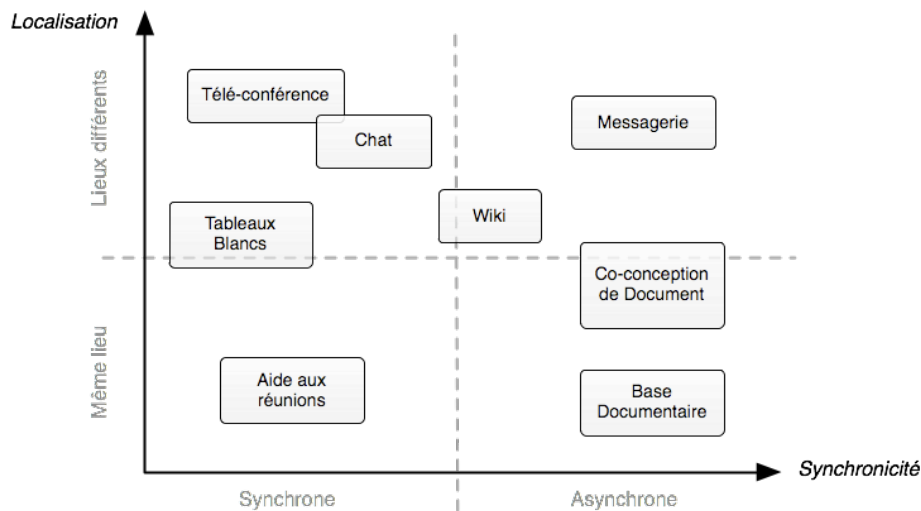 Localisation
Lieux différents
Télé-conférence
Chat
Messagerie
Wiki
Tableaux
Blancs
Co-conception
de Document
Même lieu
Aide aux
réunions
Base
Documentaire
Synchronicité
Synchrone
Asynchrone